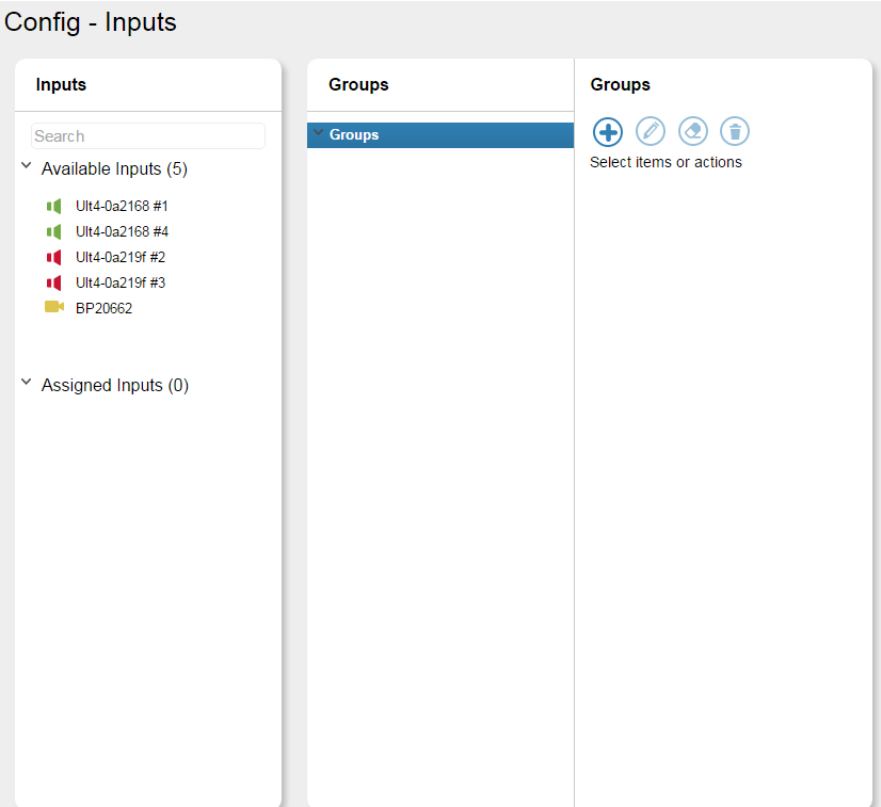 Config - Inputs
Inputs
Search
Available Inputs (5)
Ult4-0a2168 #1
Ult4-0a2168 #4
Ult4-0a219f #2
Ult4-0a219f #3
BP20662
Assigned Inputs (0)
Groups
Groups
Groups
Select items or actions